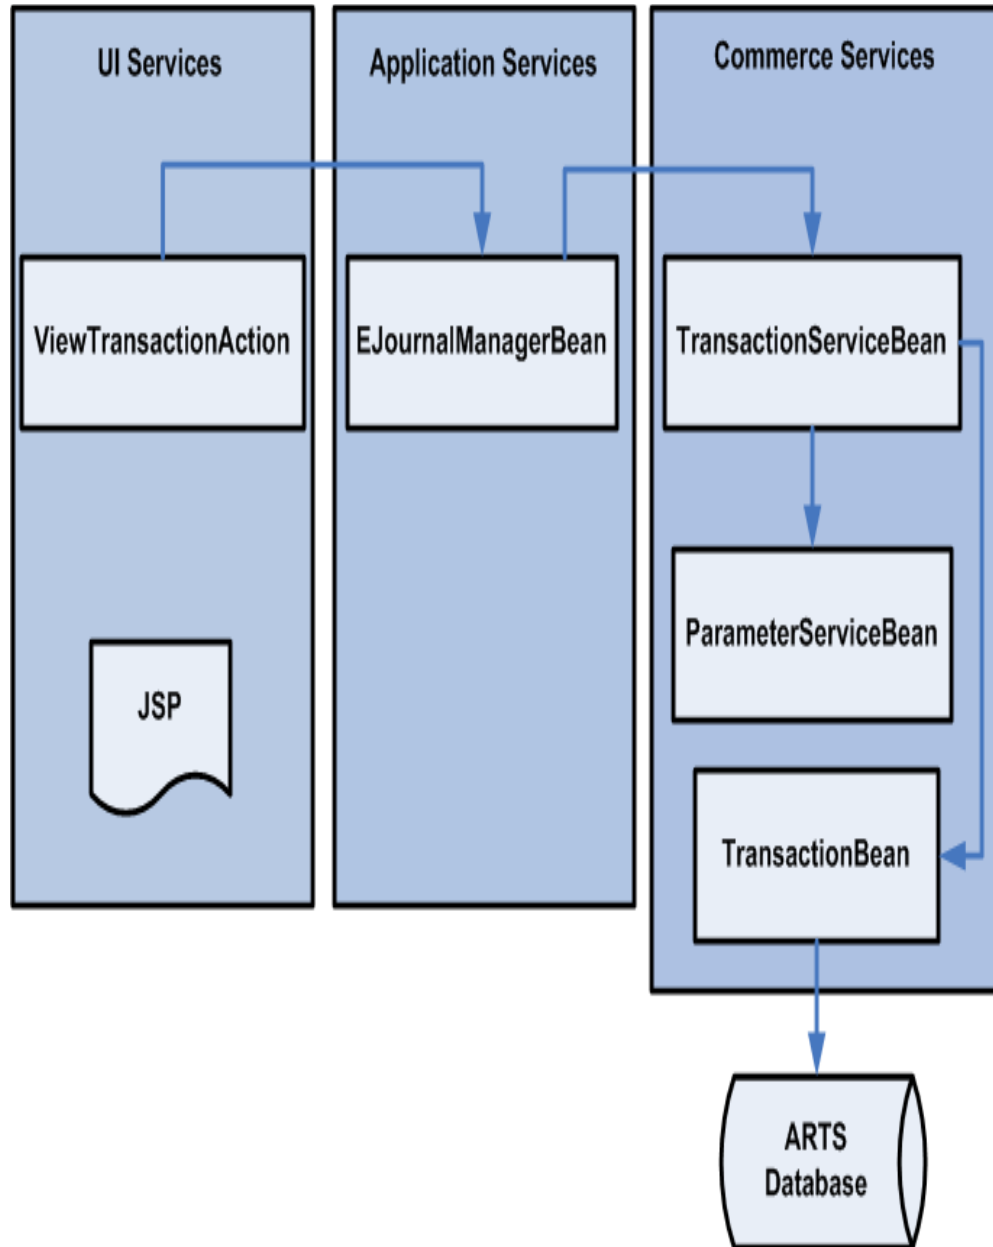 UI Services
Application Services
Commerce Services
ViewTransactionAction
EJournalManagerBean
TransactionServiceBean
ParameterServiceBean
JSP
TransactionBean
ARTS
Database